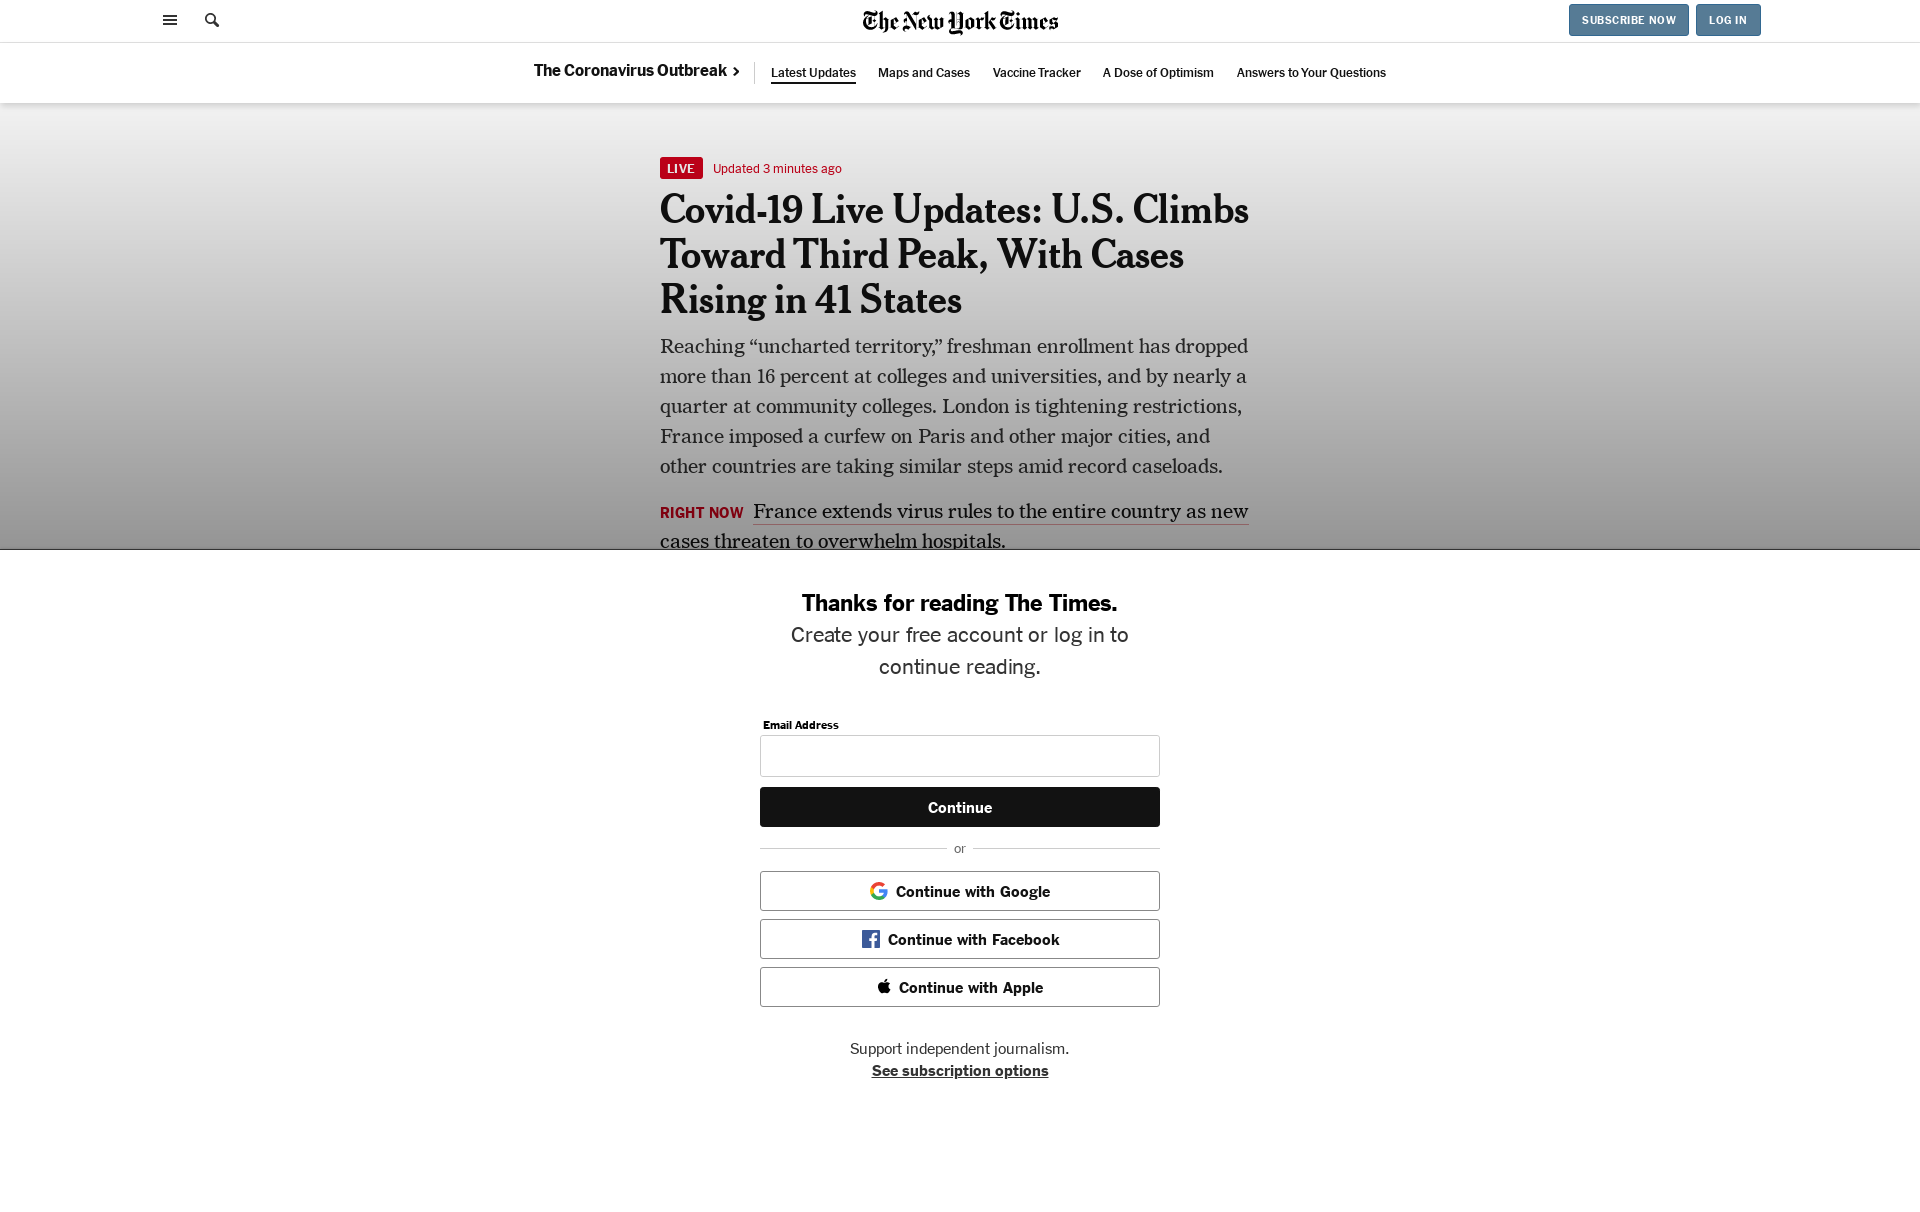 The New York Times
SUBSCRIBE NOW
LOG IN
The Coronavirus Outbreak
Latest Updates
Maps and Cases
Vaccine Tracker
A Dose of Optimism
Answers to Your Questions
LIVE
Updated 3 minutes ago
Covid-19 Live Updates: U.S. Climbs
Toward Third Peak, With Cases
Rising in 41 States
Reaching “uncharted territory,” freshman enrollment has dropped
more than 16 percent at colleges and universities, and by nearly a
quarter at community colleges. London is tightening restrictions,
France imposed a curfew on Paris and other major cities, and
other countries are taking similar steps amid record caseloads.
RIGHT NOW France extends virus rules to the entire country as new
cases threaten to overwhelm hospitals.
Thanks for reading The Times.
Create your free account or log in to
continue reading.
Email Address
Continue
or
Continue with Google
Continue with Facebook
Continue with Apple
Support independent journalism.
See subscription options